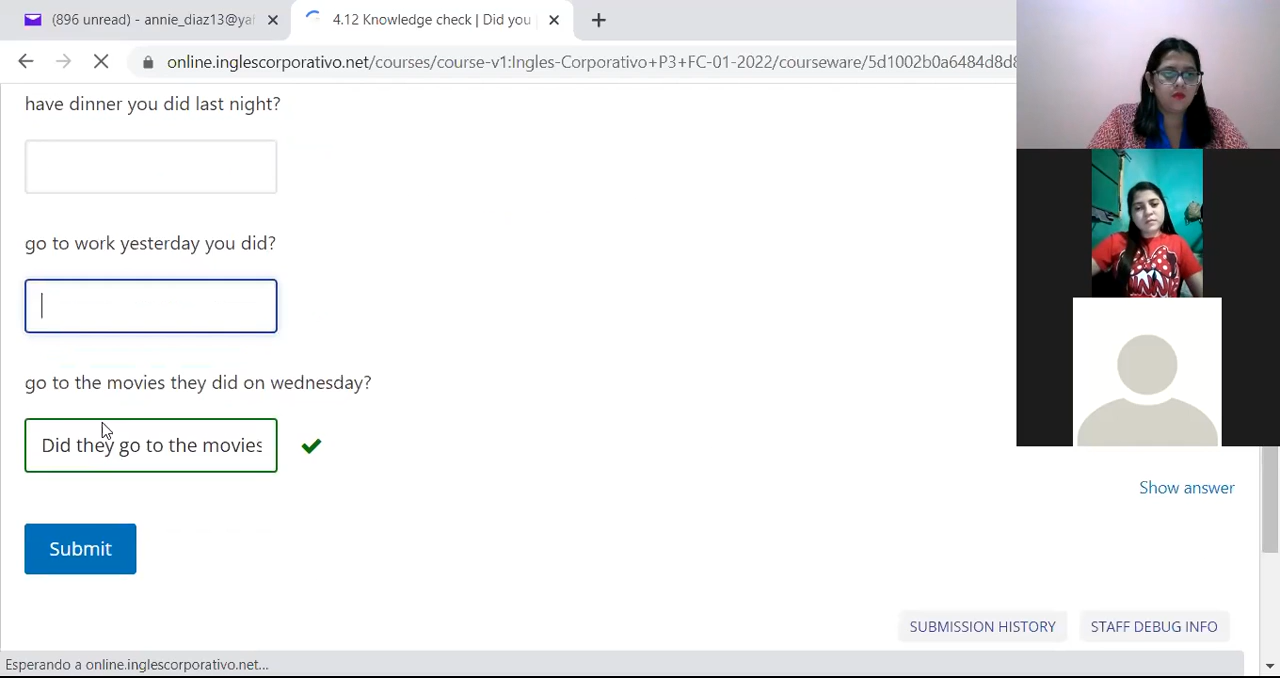 (896 unread) - annie_diaz13@ya
4.12 Knowledge check | Did you
online.inglescorporativo.net/courses/course-v1:Ingles-Corporativo+P3+FC-01-2022/courseware/5d1002b0a6484d8d8
have dinner you did last night?
go to work yesterday you did?
go to the movies they did on wednesday?
Did they go to the movies
Show answer
Submit
SUBMISSION HISTORY
STAFF DEBUG INFO
Esperando a online.inglescorporativo.net...